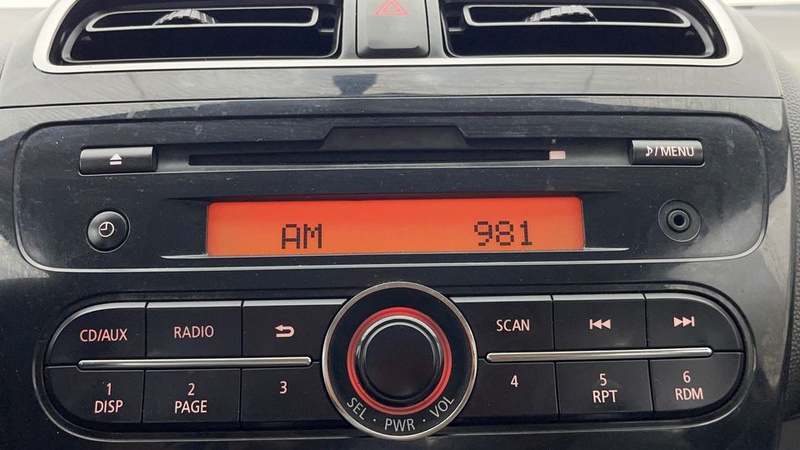 ♪/MENU
AM 981
CD/AUX
RADIO
SCAN
1
DISP
2
PAGE
3
4
5
RPT
6
RDM
SEL · PWR · VOL